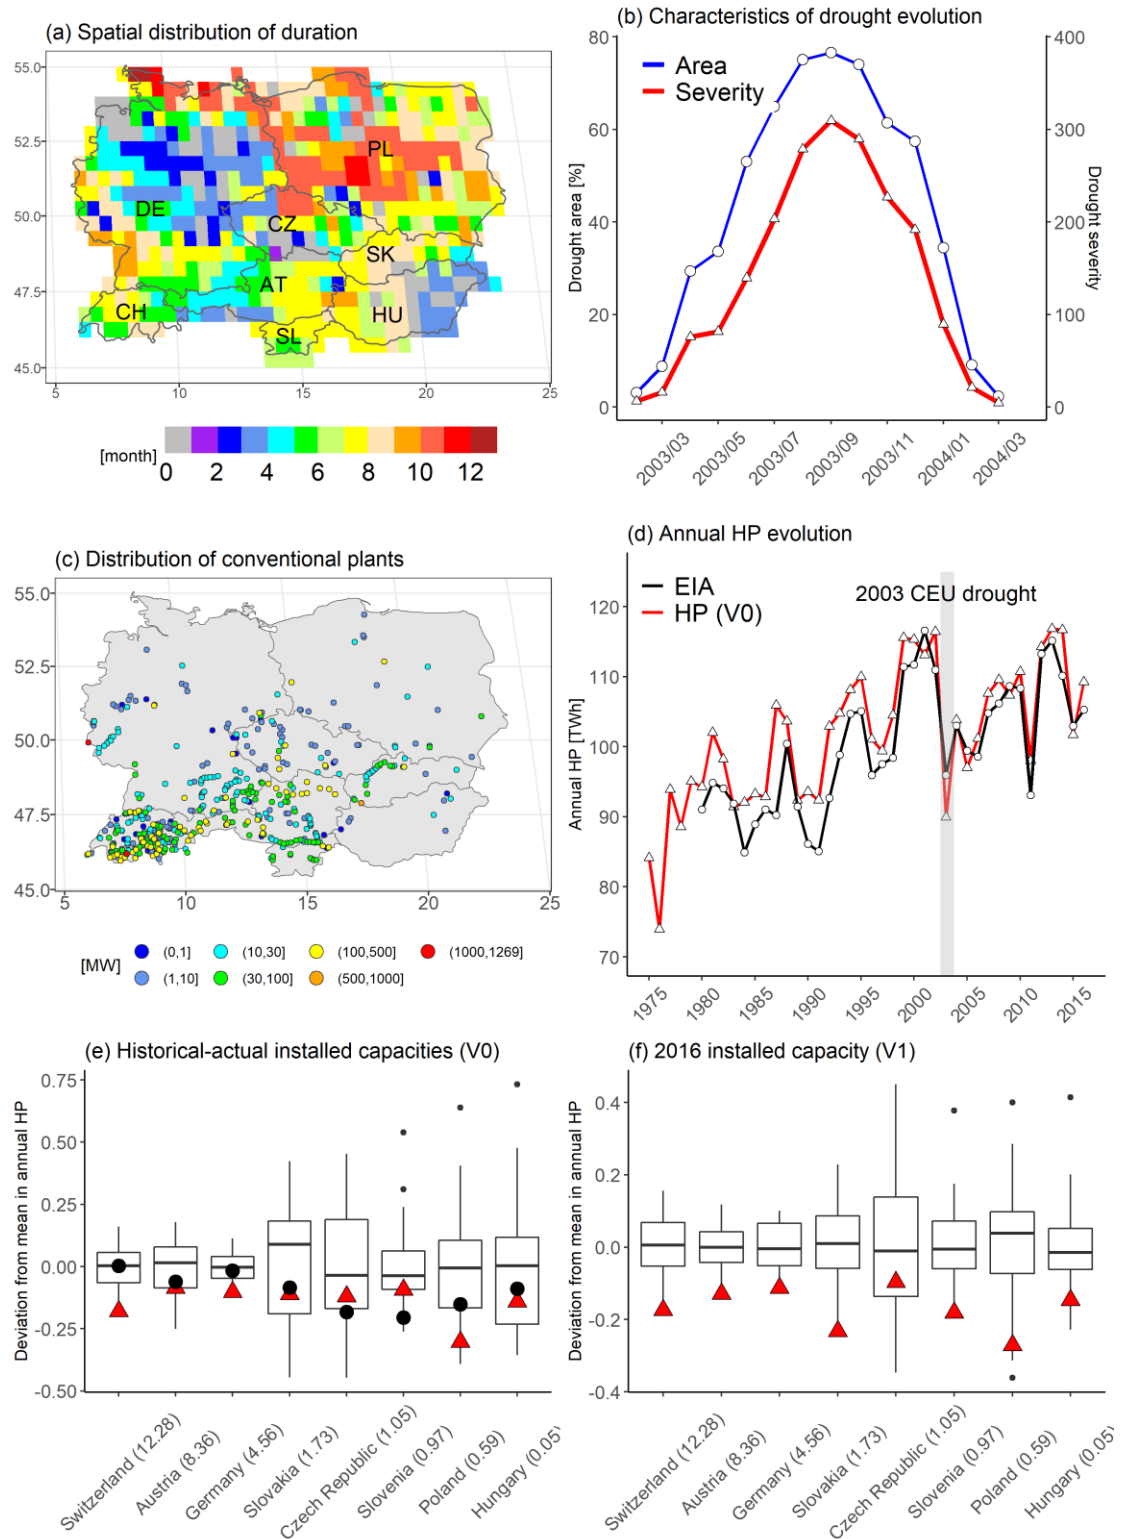 (a) Spatial distribution of duration
55.0
52.5
50.0
47.5
45.0
PL
DE
CZ
SK
AT
CH
HU
SL
5 10 15 20 25
[month]
0 2 4 6 8 10 12
(b) Characteristics of drought evolution
80
60
40
20
0
Drought area [%]
Area
Severity
400
300
200
100
0
Drought severity
2003/03 2003/05 2003/07 2003/09 2003/11 2004/01 2004/03
(c) Distribution of conventional plants
55.0
52.5
50.0
47.5
45.0
5 10 15 20 25
[MW]
(0,1] (10,30] (100,500] (1000,1269]
(1,10] (30,100] (500,1000]
(d) Annual HP evolution
EIA
HP (V0)
2003 CEU drought
120
110
100
90
80
70
Annual HP [TWh]
1975 1980 1985 1990 1995 2000 2005 2010 2015
(e) Historical-actual installed capacities (V0)
0.75
0.50
0.25
0.00
-0.25
-0.50
Deviation from mean in annual HP
Switzerland (12.28)
Austria (8.36)
Germany (4.56)
Slovakia (1.73)
Czech Republic (1.05)
Slovenia (0.97)
Poland (0.59)
Hungary (0.05)
(f) 2016 installed capacity (V1)
0.4
0.2
0.0
-0.2
-0.4
Deviation from mean in annual HP
Switzerland (12.28)
Austria (8.36)
Germany (4.56)
Slovakia (1.73)
Czech Republic (1.05)
Slovenia (0.97)
Poland (0.59)
Hungary (0.05)